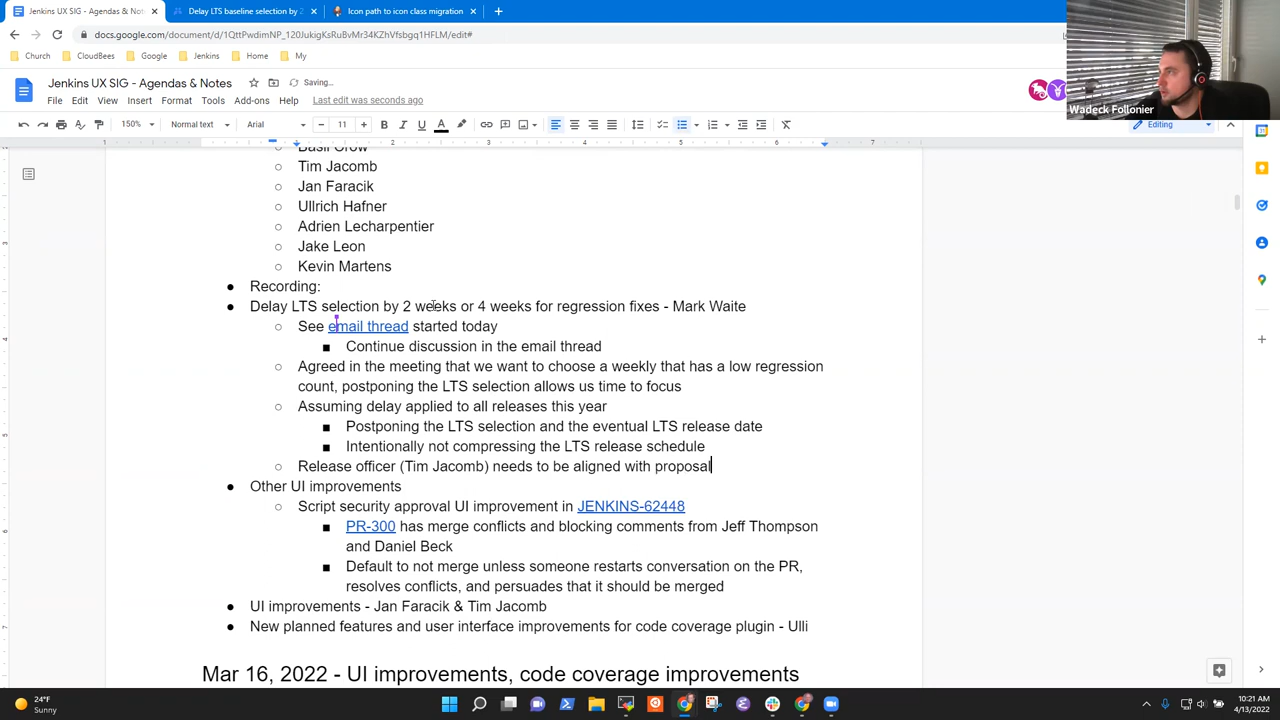 Jenkins UX SIG - Agendas & Note
Delay LTS baseline selection by 2
Icon path to icon class migration
docs.google.com/document/d/1QttPwdimNP_120JukigKsRuBvMr34KZhVfsbgq1HFLM/edit#
Church
CloudBees
Google
Jenkins
Home
My
Jenkins UX SIG - Agendas & Notes
Saving…
File Edit View Insert Format Tools Add-ons Help Last edit was seconds ago
150% Normal text Arial 11
Editing
Wadeck Follonier
1 1 2 3 4 5 6 7
Basil Crow
○ Tim Jacomb
○ Jan Faracik
○ Ullrich Hafner
○ Adrien Lecharpentier
○ Jake Leon
○ Kevin Martens
● Recording:
● Delay LTS selection by 2 weeks or 4 weeks for regression fixes - Mark Waite
○ See email thread started today
■ Continue discussion in the email thread
○ Agreed in the meeting that we want to choose a weekly that has a low regression
count, postponing the LTS selection allows us time to focus
○ Assuming delay applied to all releases this year
■ Postponing the LTS selection and the eventual LTS release date
■ Intentionally not compressing the LTS release schedule
○ Release officer (Tim Jacomb) needs to be aligned with proposal
● Other UI improvements
○ Script security approval UI improvement in JENKINS-62448
■ PR-300 has merge conflicts and blocking comments from Jeff Thompson
and Daniel Beck
■ Default to not merge unless someone restarts conversation on the PR,
resolves conflicts, and persuades that it should be merged
● UI improvements - Jan Faracik & Tim Jacomb
● New planned features and user interface improvements for code coverage plugin - Ulli
Mar 16, 2022 - UI improvements, code coverage improvements
24°F
Sunny
10:21 AM
4/13/2022